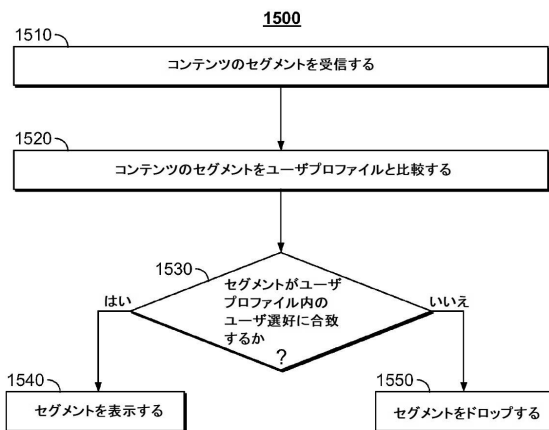 1500
1510
コンテンツのセグメントを受信する
1520
コンテンツのセグメントをユーザプロファイルと比較する
1530
セグメントがユーザ
プロファイル内の
ユーザ選好に合致
するか
?
はい
いいえ
1540
セグメントを表示する
1550
セグメントをドロップする